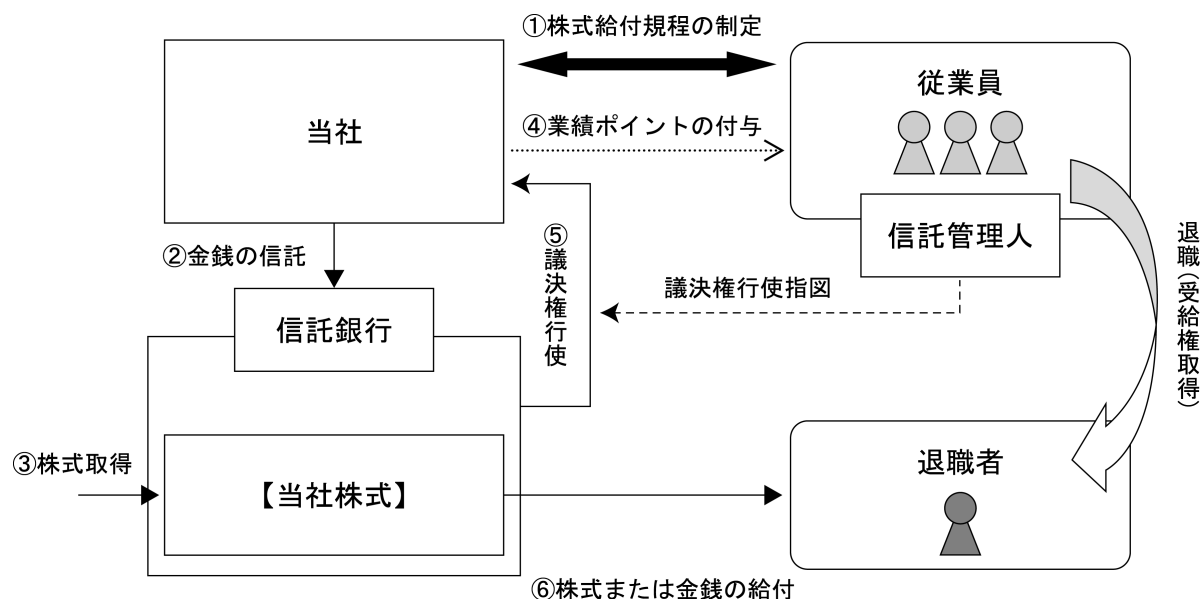 ①株式給付規程の制定
当社
従業員
④業績ポイントの付与
信託管理人
②金銭の信託
⑤議決権行使
議決権行使指図
退職(受給権取得)
信託銀行
③株式取得
【当社株式】
退職者
⑥株式または金銭の給付